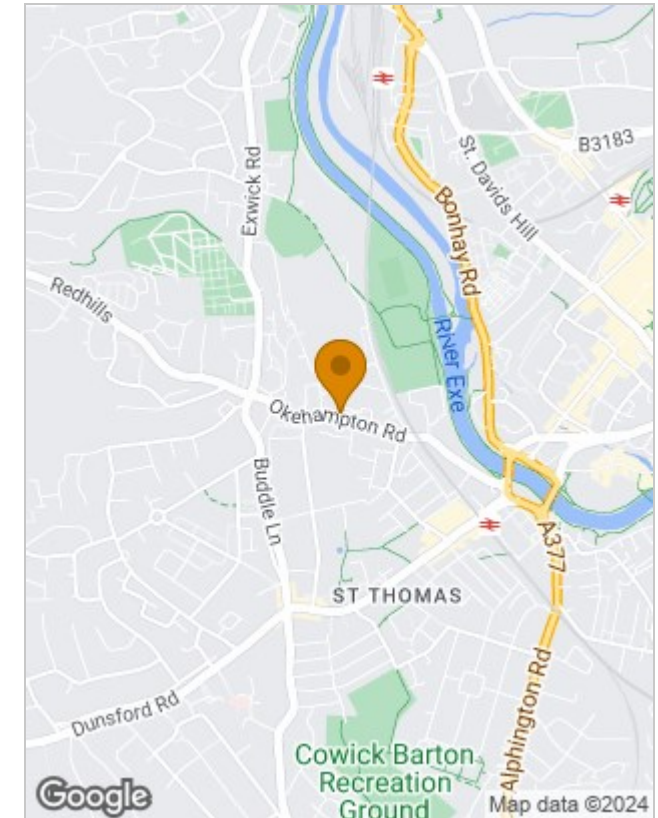 B3183
St. Davids Hill
Exwick Rd
Bonhay Rd
Redhills
River Exe
Okehampton Rd
Buddle Ln
A377
ST THOMAS
Dunsford Rd
Alphington Rd
Cowick Barton
Recreation
Ground
Google
Map data ©2024